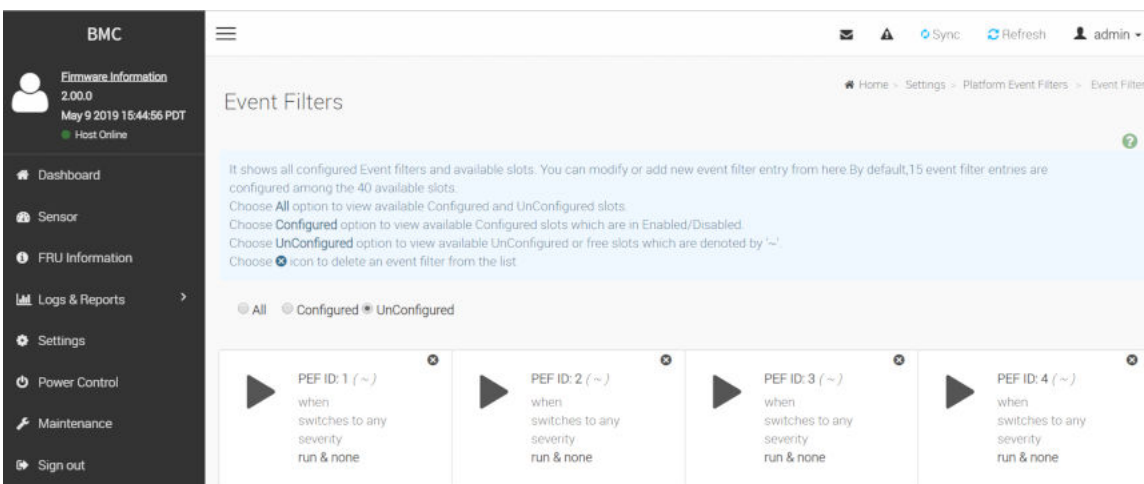 BMC
Sync
Refresh
admin
Firmware Information
2.00.0
May 9 2019 15:44:56 PDT
Host Online
Home > Settings > Platform Event Filters > Event Filte
Event Filters
Dashboard
Sensor
FRU Information
Logs & Reports >
Settings
Power Control
Maintenance
Sign out
It shows all configured Event filters and available slots. You can modify or add new event filter entry from here By default,15 event filter entries are
configured among the 40 available slots.
Choose All option to view available Configured and UnConfigured slots.
Choose Configured option to view available Configured slots which are in Enabled/Disabled.
Choose UnConfigured option to view available UnConfigured or free slots which are denoted by '~'
Choose icon to delete an event filter from the list
All Configured UnConfigured
PEF ID: 1 (~)
when
switches to any
severity
run & none
PEF ID: 2 (~)
when
switches to any
severity
run & none
PEF ID: 3 (~)
when
switches to any
severity
run & none
PEF ID: 4 (~)
when
switches to any
severity
run & none